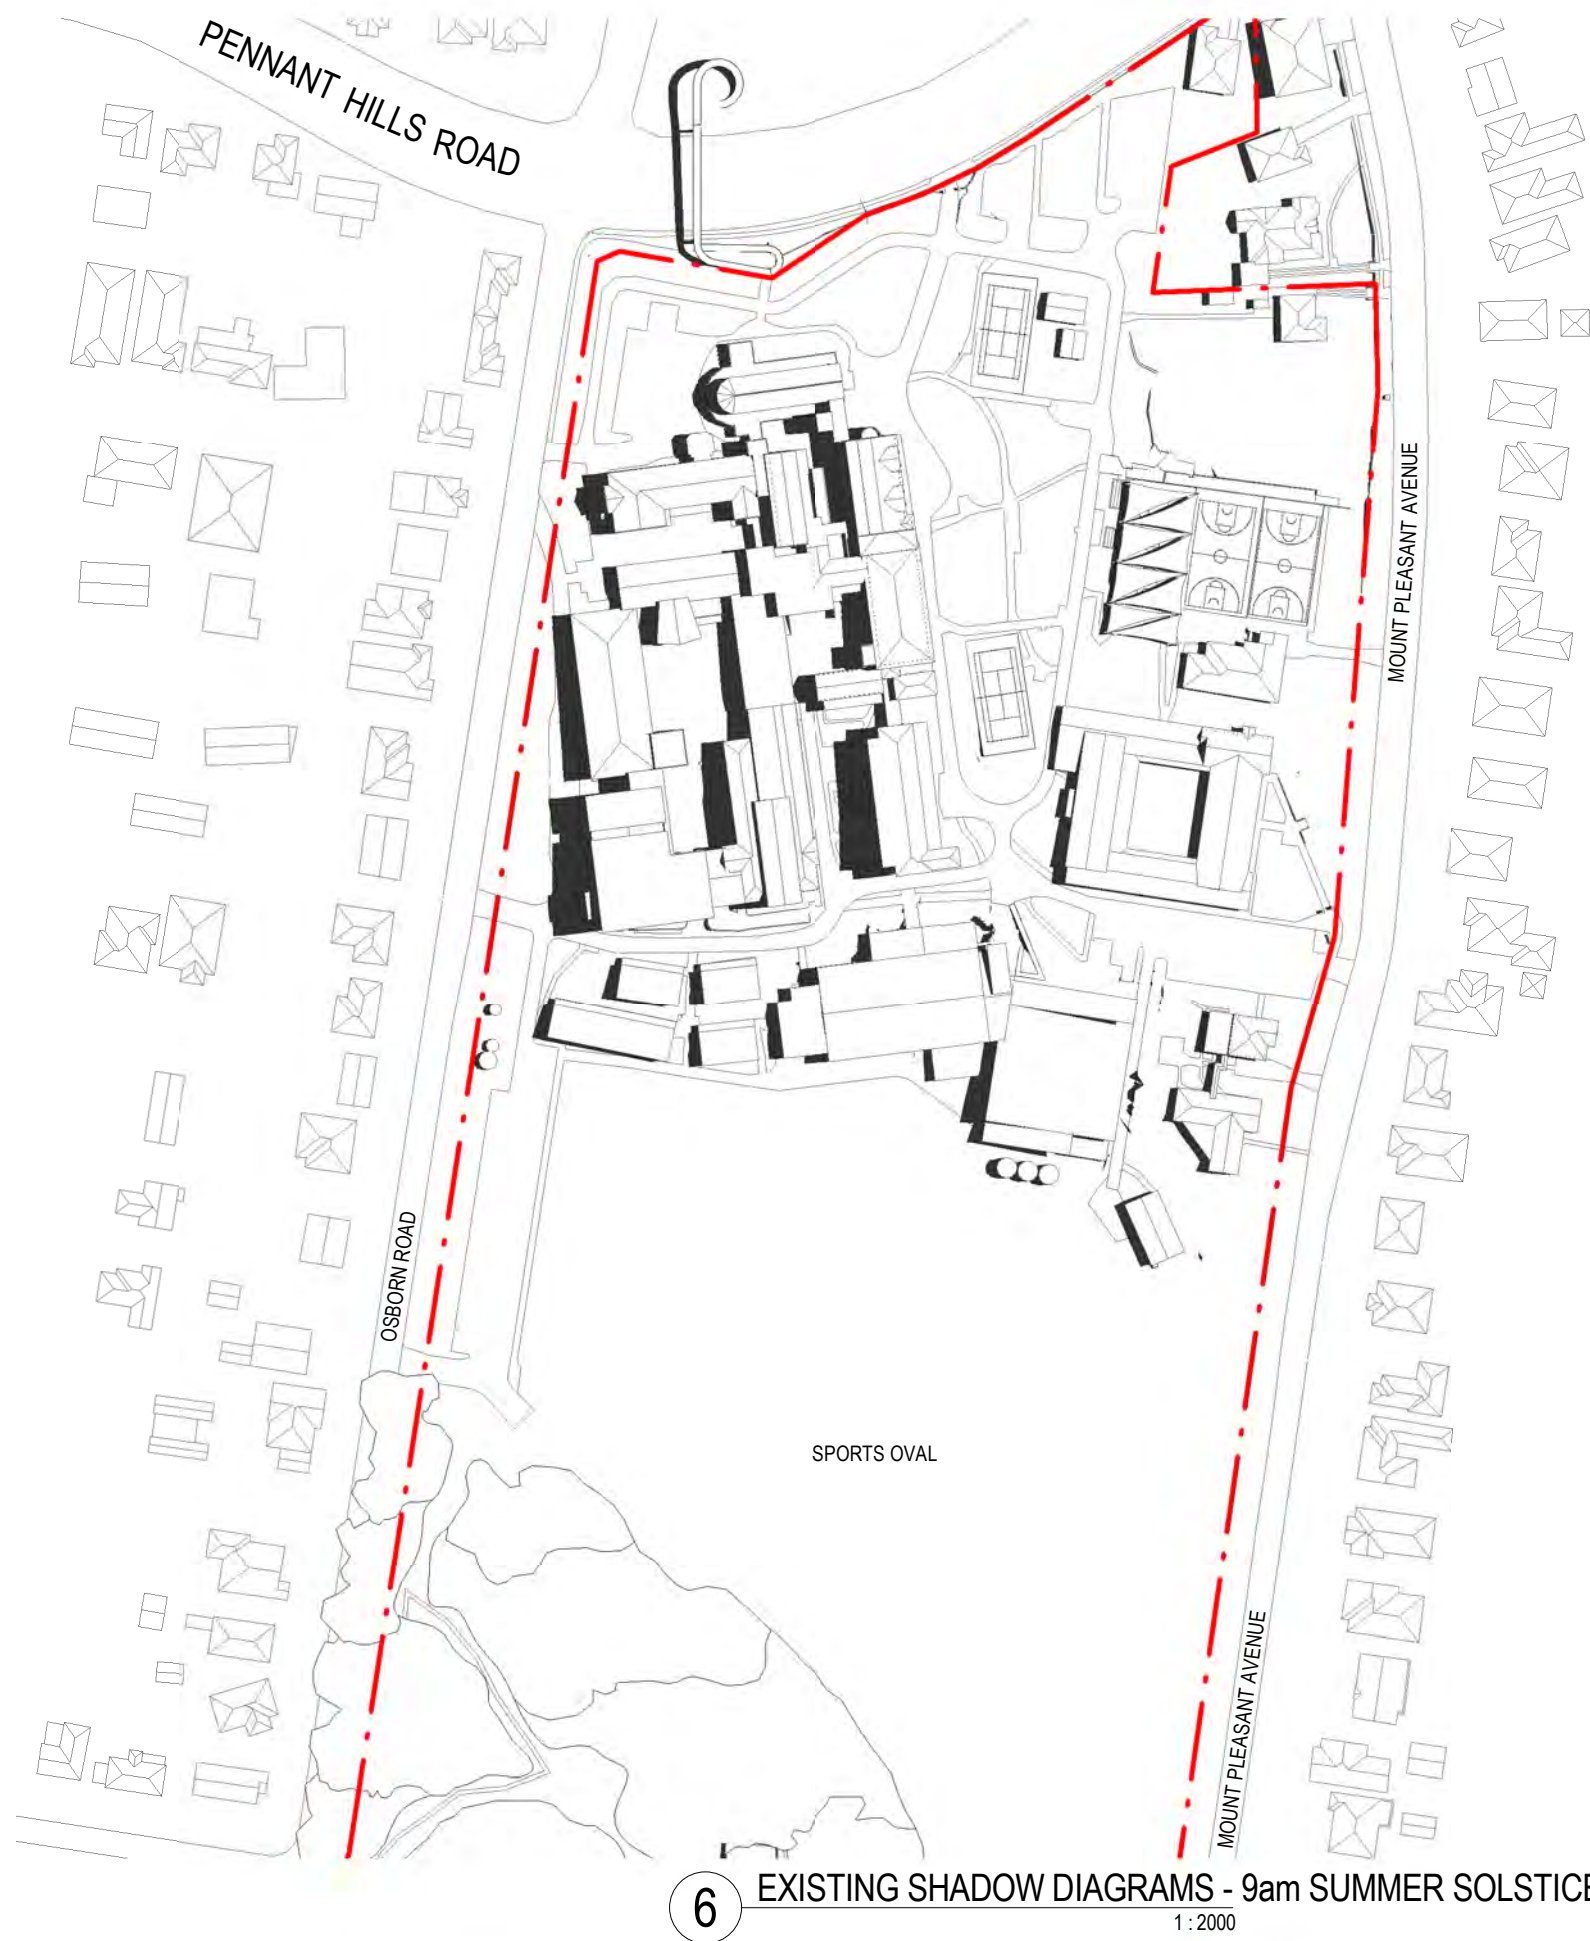 PENNANT HILLS ROAD
MOUNT PLEASANT AVENUE
OSBORN ROAD
SPORTS OVAL
MOUNT PLEASANT AVENUE
6
EXISTING SHADOW DIAGRAMS - 9am SUMMER SOLSTICE
1 : 2000